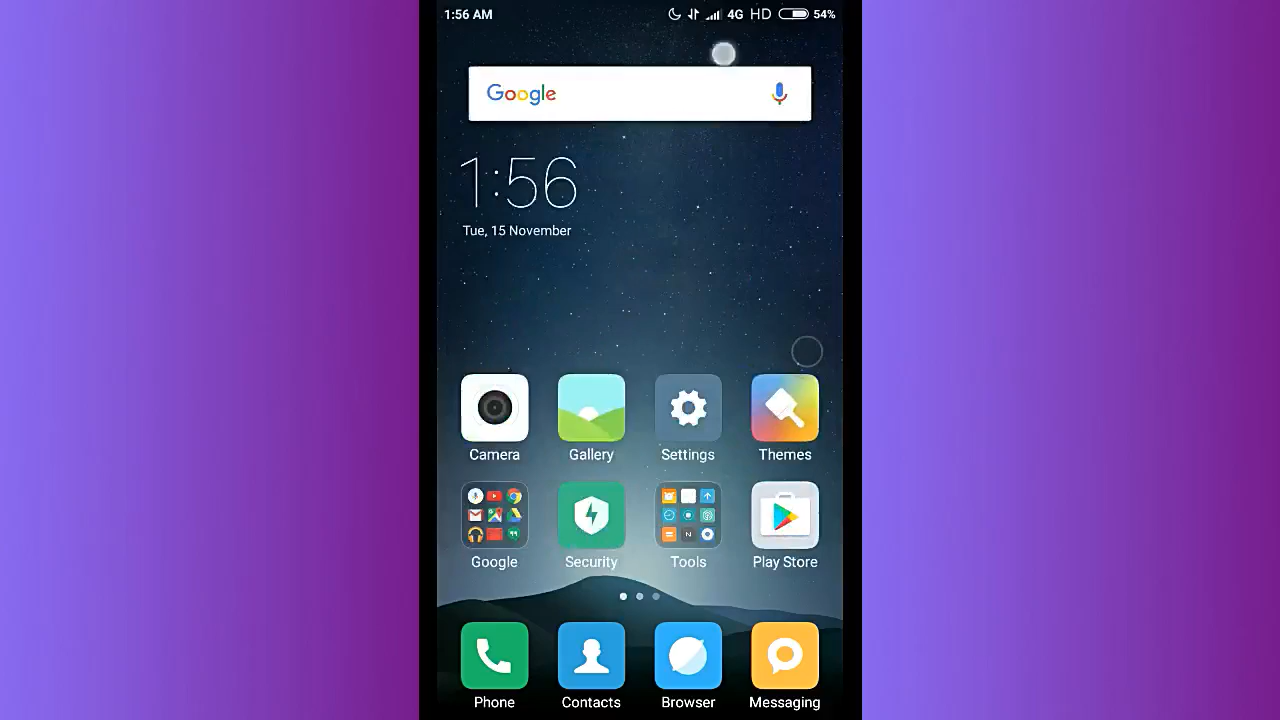 1:56 AM 4G HD 54%
Google
1:56
Tue, 15 November
Camera Gallery Settings Themes
Google Security Tools Play Store
Phone Contacts Browser Messaging